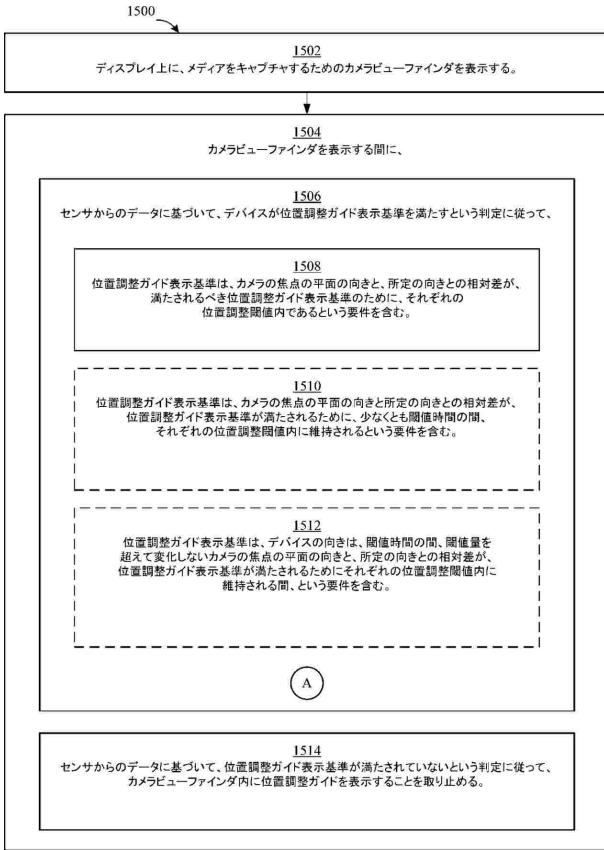 1500
1502
ディスプレイ上に、メディアをキャプチャするためのカメラビューファインダを表示する。
1504
カメラビューファインダを表示する間に、
1506
センサからのデータに基づいて、デバイスが位置調整ガイド表示基準を満たすという判定に従って、
1508
位置調整ガイド表示基準は、カメラの焦点の平面の向きと、所定の向きとの相対差が、
満たされるべき位置調整ガイド表示基準のために、それぞれの
位置調整閾値内であるという要件を含む。
1510
位置調整ガイド表示基準は、カメラの焦点の平面の向きと所定の向きとの相対差が、
位置調整ガイド表示基準が満たされるために、少なくとも閾値時間の間、
それぞれの位置調整閾値内に維持されるという要件を含む。
1512
位置調整ガイド表示基準は、デバイスの向きは、閾値時間の間、閾値量を
超えて変化しないカメラの焦点の平面の向きと、所定の向きとの相対差が、
位置調整ガイド表示基準が満たされるためにそれぞれの位置調整閾値内に
維持される間、という要件を含む。
A
1514
センサからのデータに基づいて、位置調整ガイド表示基準が満たされていないという判定に従って、
カメラビューファインダ内に位置調整ガイドを表示することを取り止める。